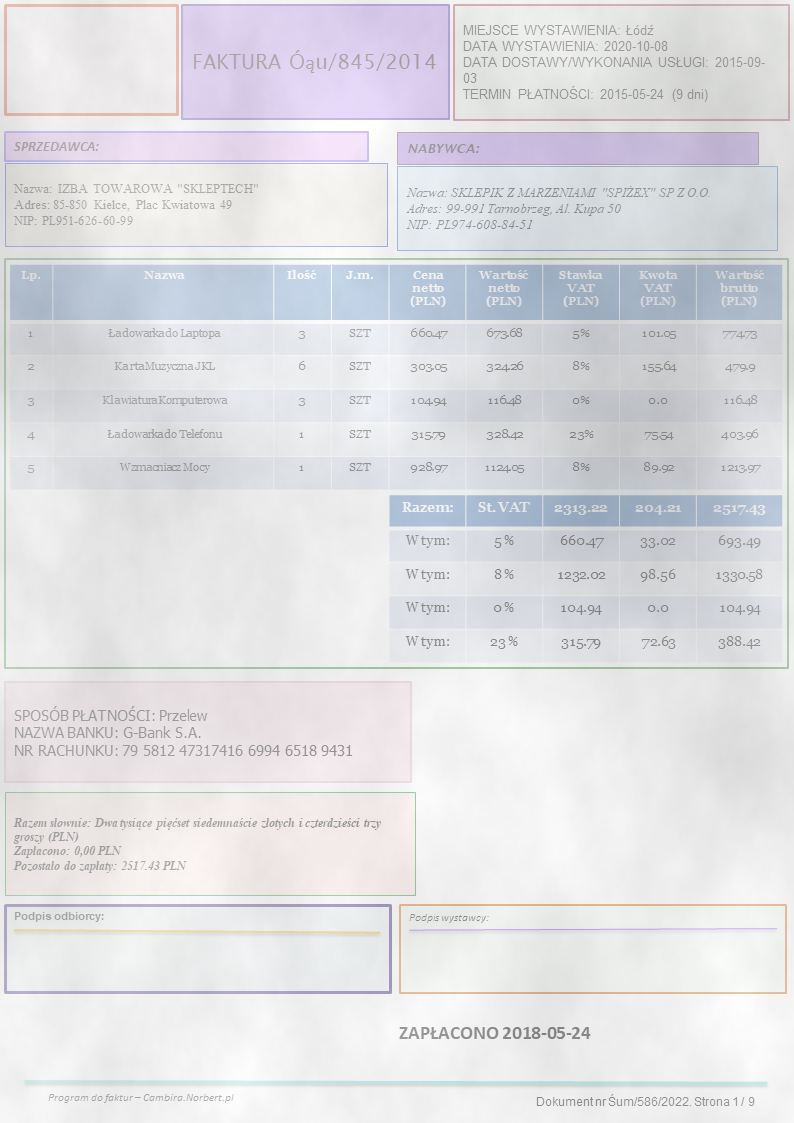 FAKTURA Óąu/845/2014
MIEJSCE WYSTAWIENIA: Łódź
DATA WYSTAWIENIA: 2020-10-08
DATA DOSTAWY/WYKONANIA USŁUGI: 2015-09-
03
TERMIN PŁATNOŚCI: 2015-05-24 (9 dni)
SPRZEDAWCA:
Nazwa: IZBA TOWAROWA "SKLEPTECH"
Adres: 85-850 Kielce, Plac Kwiatowa 49
NIP: PL951-626-60-99
NABYWCA:
Nazwa: SKLEPIK Z MARZENIAMI "SPIŻEX" SP Z O.O.
Adres: 99-991 Tarnobrzeg, Al. Kupa 50
NIP: PL974-608-84-51
Lp. Nazwa Ilość J.m. Cena netto (PLN) Wartość netto (PLN) Stawka VAT (PLN) Kwota VAT (PLN) Wartość brutto (PLN)
1 Ładowarka do Laptopa 3 SZT 660.47 673.68 5% 101.05 774.73
2 Karta Muzyczna JKL 6 SZT 303.05 324.26 8% 155.64 479.9
3 Klawiatura Komputerowa 3 SZT 104.94 116.48 0% 0.0 116.48
4 Ładowarka do Telefonu 1 SZT 315.79 328.42 23% 75.54 403.96
5 Wzmacniacz Mocy 1 SZT 928.97 1124.05 8% 89.92 1213.97
Razem: St. VAT 2313.22 204.21 2517.43
W tym: 5% 660.47 33.02 693.49
W tym: 8% 1232.02 98.56 1330.58
W tym: 0% 104.94 0.0 104.94
W tym: 23% 315.79 72.63 388.42
SPOSÓB PŁATNOŚCI: Przelew
NAZWA BANKU: G-Bank S.A.
NR RACHUNKU: 79 5812 47317416 6994 6518 9431
Razem słownie: Dwa tysiące pięćset siedemnaście złotych i czterdzieści trzy
groszy (PLN)
Zapłacono: 0,00 PLN
Pozostało do zapłaty: 2517.43 PLN
Podpis odbiorcy:
Podpis wystawcy:
ZAPŁACONO 2018-05-24
Program do faktur – Cambira.Norbert.pl
Dokument nr Śum/586/2022. Strona 1 / 9